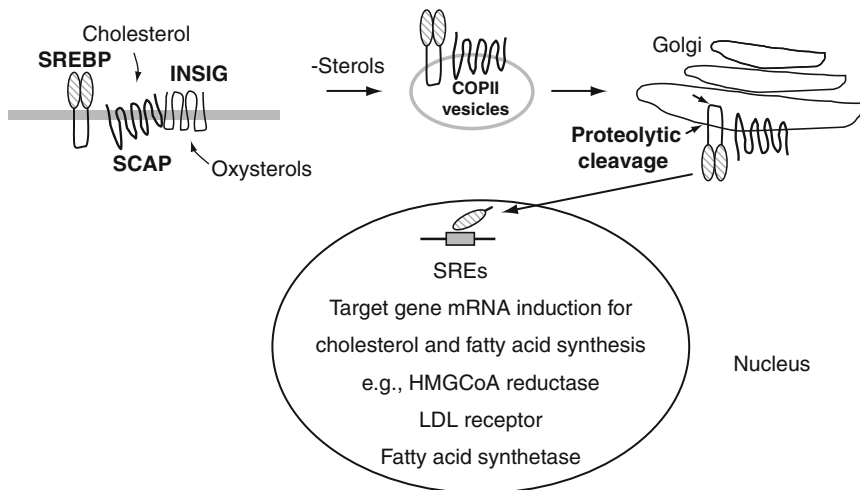 Cholesterol
SREBP
INSIG
SCAP
Oxysterols
-Sterols
COPII
vesicles
Golgi
Proteolytic
cleavage
SREs
Target gene mRNA induction for
cholesterol and fatty acid synthesis
e.g., HMGCoA reductase
LDL receptor
Fatty acid synthetase
Nucleus